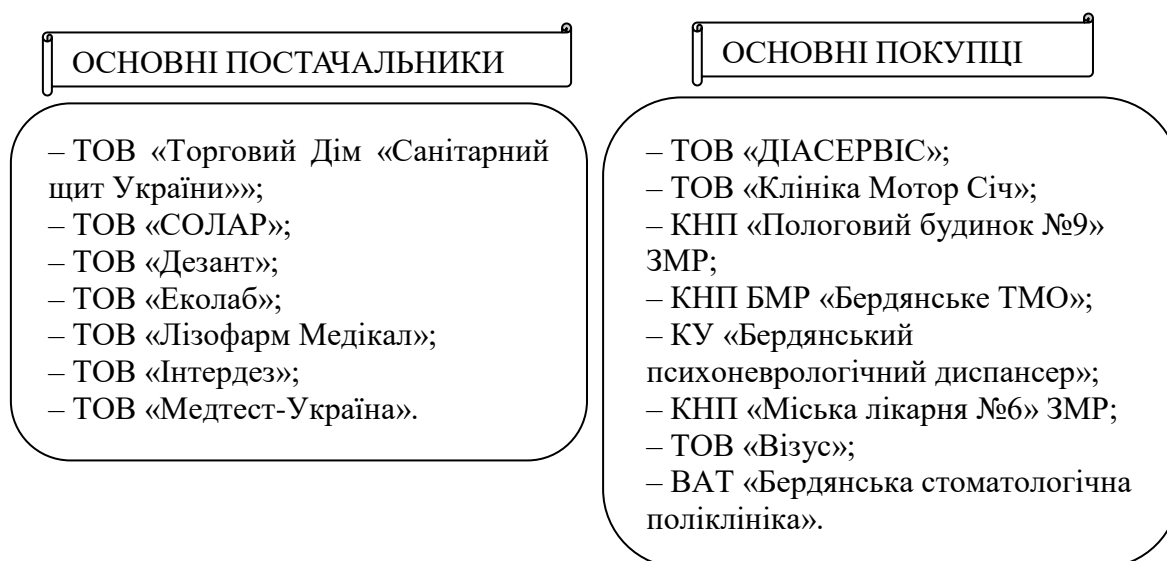 ОСНОВНІ ПОСТАЧАЛЬНИКИ
– ТОВ «Торговий Дім «Санітарний
щит України»»;
– ТОВ «СОЛАР»;
– ТОВ «Дезант»;
– ТОВ «Еколаб»;
– ТОВ «Лізофарм Медікал»;
– ТОВ «Інтердез»;
– ТОВ «Медтест-Україна».
ОСНОВНІ ПОКУПЦІ
– ТОВ «ДІАСЕРВІС»;
– ТОВ «Клініка Мотор Січ»;
– КНП «Пологовий будинок №9»
ЗМР;
– КНП БМР «Бердянське ТМО»;
– КУ «Бердянський
психоневрологічний диспансер»;
– КНП «Міська лікарня №6» ЗМР;
– ТОВ «Візус»;
– ВАТ «Бердянська стоматологічна
поліклініка».